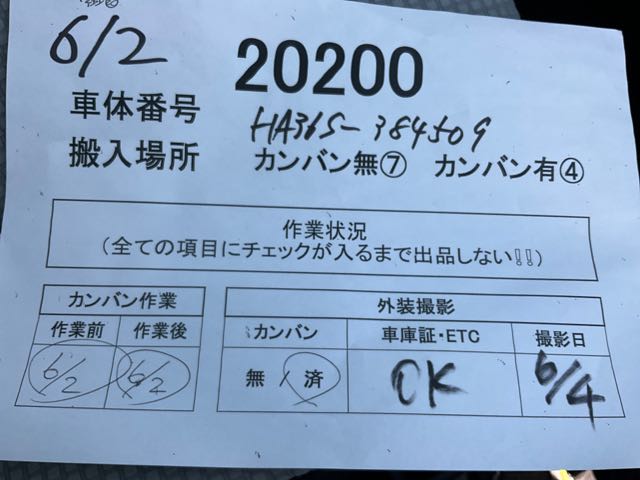 6/2 20200
車体番号 HA36S-384509
搬入場所 カンバン無⑦ カンバン有④
作業状況
(全ての項目にチェックが入るまで出品しない!!)
カンバン作業 外装撮影
作業前 作業後 カンバン 車庫証・ETC 撮影日
6/2 6/2 無/済 OK 6/4